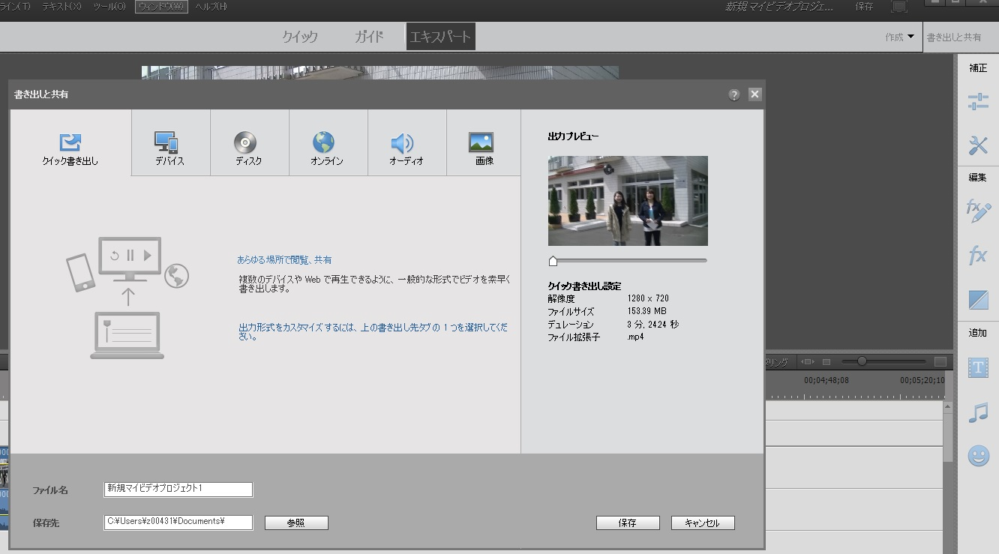 ライン(T) テキスト(X) ツール(O) ウィンドウ(W) ヘルプ(H) 新規 マイビデオプロジェ... 保存
クイック ガイド エキスパート 作成 書き出しと共有
補正
編集
追加
書き出しと共有
クイック書き出し デバイス ディスク オンライン オーディオ 画像
あらゆる場所で閲覧、共有
複数のデバイスや Web で再生できるように、一般的な形式でビデオを素早く
書き出します。
出力形式をカスタマイズするには、上の書き出し先タブの 1 つを選択してくだ
さい。
出力プレビュー
クイック書き出し設定
解像度 1280 x 720
ファイルサイズ 153.39 MB
デュレーション 3 分, 24.24 秒
ファイル拡張子 .mp4
00;04;48;08 00;05;20;10
ファイル名 新規マイビデオプロジェクト1
保存先 C:¥Users¥z00431¥Documents¥ 参照 保存 キャンセル